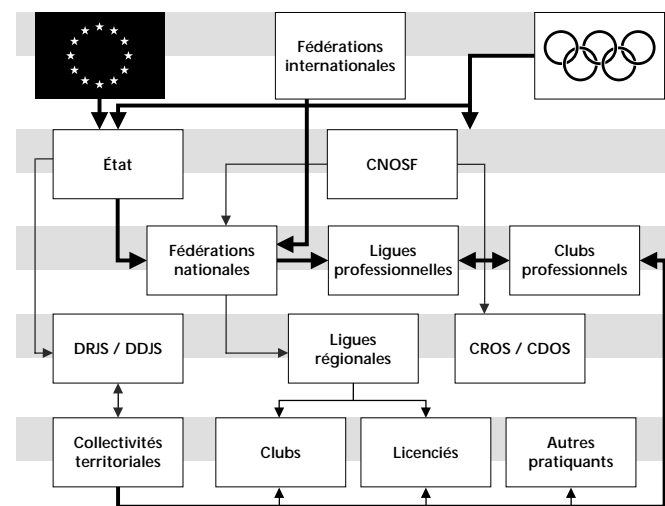 Fédérations
internationales
État
CNOSF
Fédérations
nationales
Ligues
professionnelles
Clubs
professionnels
DRJS / DDJS
Ligues
régionales
CROS / CDOS
Collectivités
territoriales
Clubs
Licenciés
Autres
pratiquants